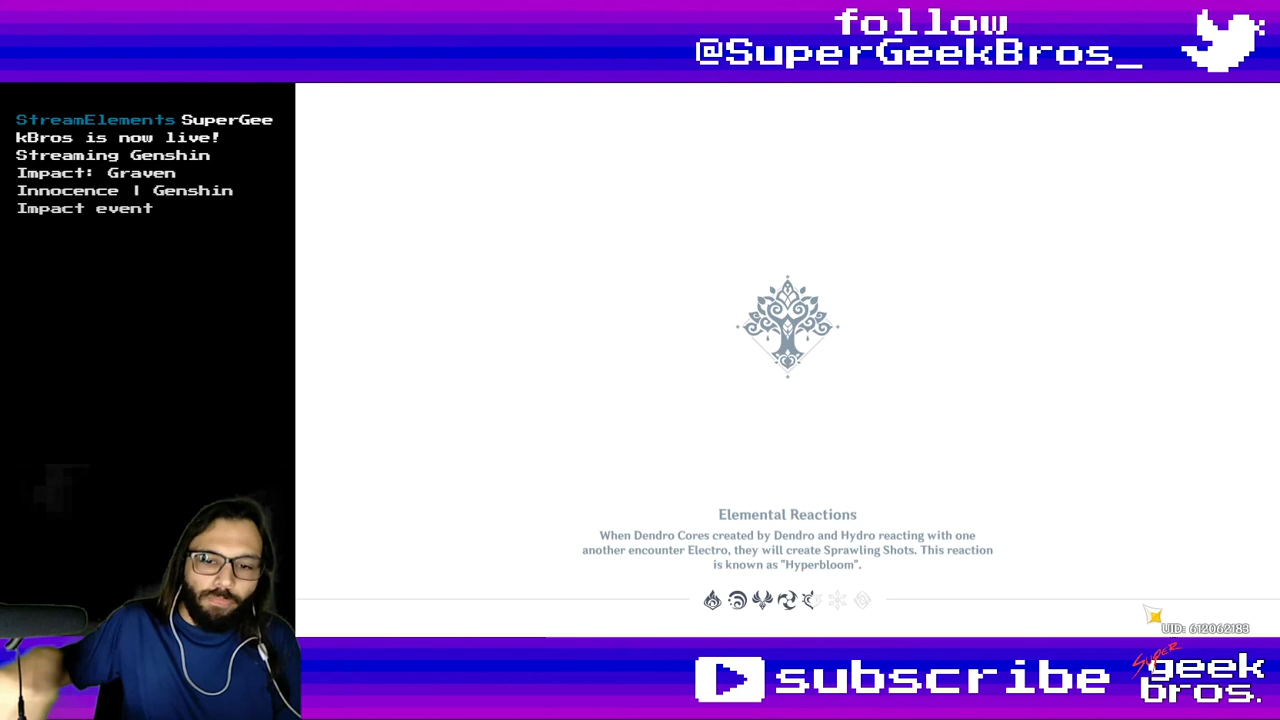 follow
@SuperGeekBros_
StreamElements SuperGee
kBros is now live!
Streaming Genshin
Impact: Graven
Innocence | Genshin
Impact event
Elemental Reactions
When Dendro Cores created by Dendro and Hydro reacting with one
another encounter Electro, they will create Sprawling Shots. This reaction
is known as "Hyperbloom".
UID: 612062183
subscribe
Super
geek
bros.